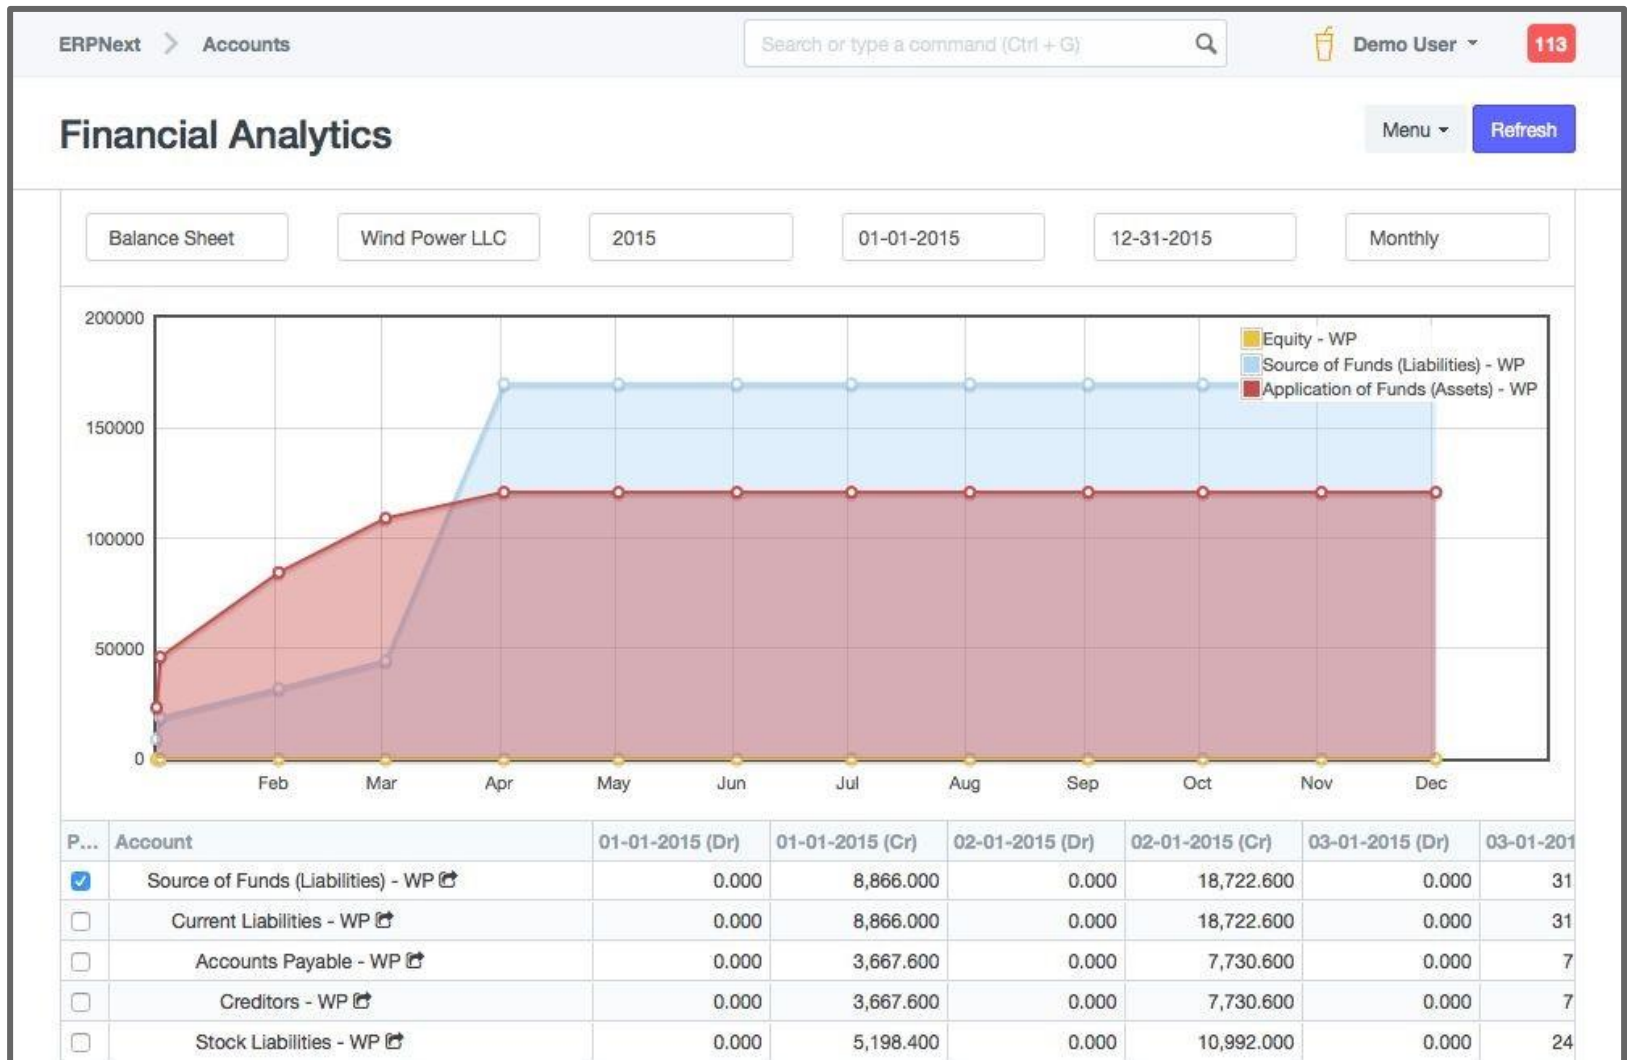 ERPNext Accounts Search or type a command (Ctrl + G) Demo User 113
Financial Analytics Menu Refresh
Balance Sheet Wind Power LLC 2015 01-01-2015 12-31-2015 Monthly
200000
Equity - WP
Source of Funds (Liabilities) - WP
Application of Funds (Assets) - WP
150000
100000
50000
0
Feb Mar Apr May Jun Jul Aug Sep Oct Nov Dec
P... Account 01-01-2015 (Dr) 01-01-2015 (Cr) 02-01-2015 (Dr) 02-01-2015 (Cr) 03-01-2015 (Dr) 03-01-201
Source of Funds (Liabilities) - WP 0.000 8,866.000 0.000 18,722.600 0.000 31
Current Liabilities - WP 0.000 8,866.000 0.000 18,722.600 0.000 31
Accounts Payable - WP 0.000 3,667.600 0.000 7,730.600 0.000 7
Creditors - WP 0.000 3,667.600 0.000 7,730.600 0.000 7
Stock Liabilities - WP 0.000 5,198.400 0.000 10,992.000 0.000 24